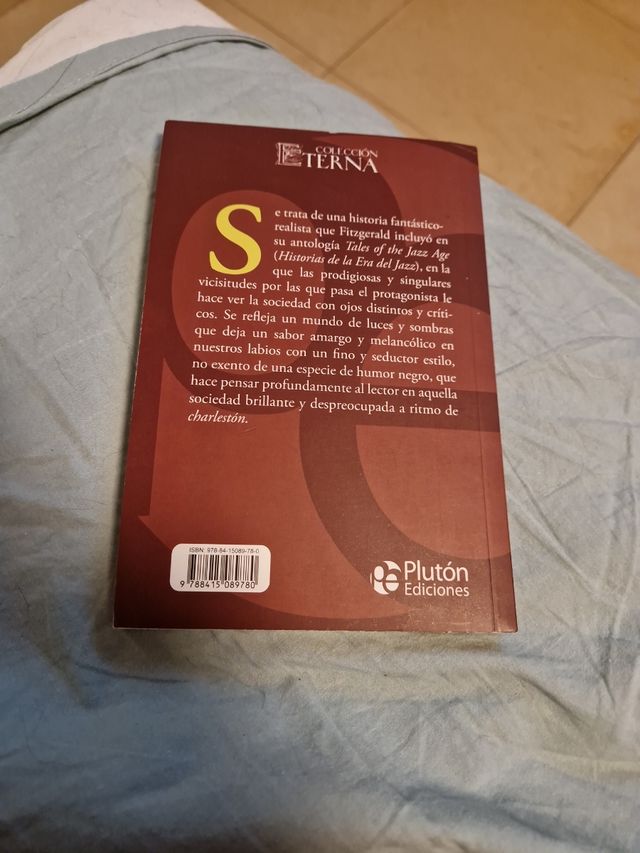 COLECCIÓN
ETERNA
Se trata de una historia fantástico-
realista que Fitzgerald incluyó en
su antología Tales of the Jazz Age
(Historias de la Era del Jazz), en la
que las prodigiosas y singulares
vicisitudes por las que pasa el protagonista le
hace ver la sociedad con ojos distintos y críti-
cos. Se refleja un mundo de luces y sombras
que deja un sabor amargo y melancólico en
nuestros labios con un fino y seductor estilo,
no exento de una especie de humor negro, que
hace pensar profundamente al lector en aquella
sociedad brillante y despreocupada a ritmo de
charlestón.
ISBN: 978-84-15089-78-0
9 788415 089780
Plutón
Ediciones